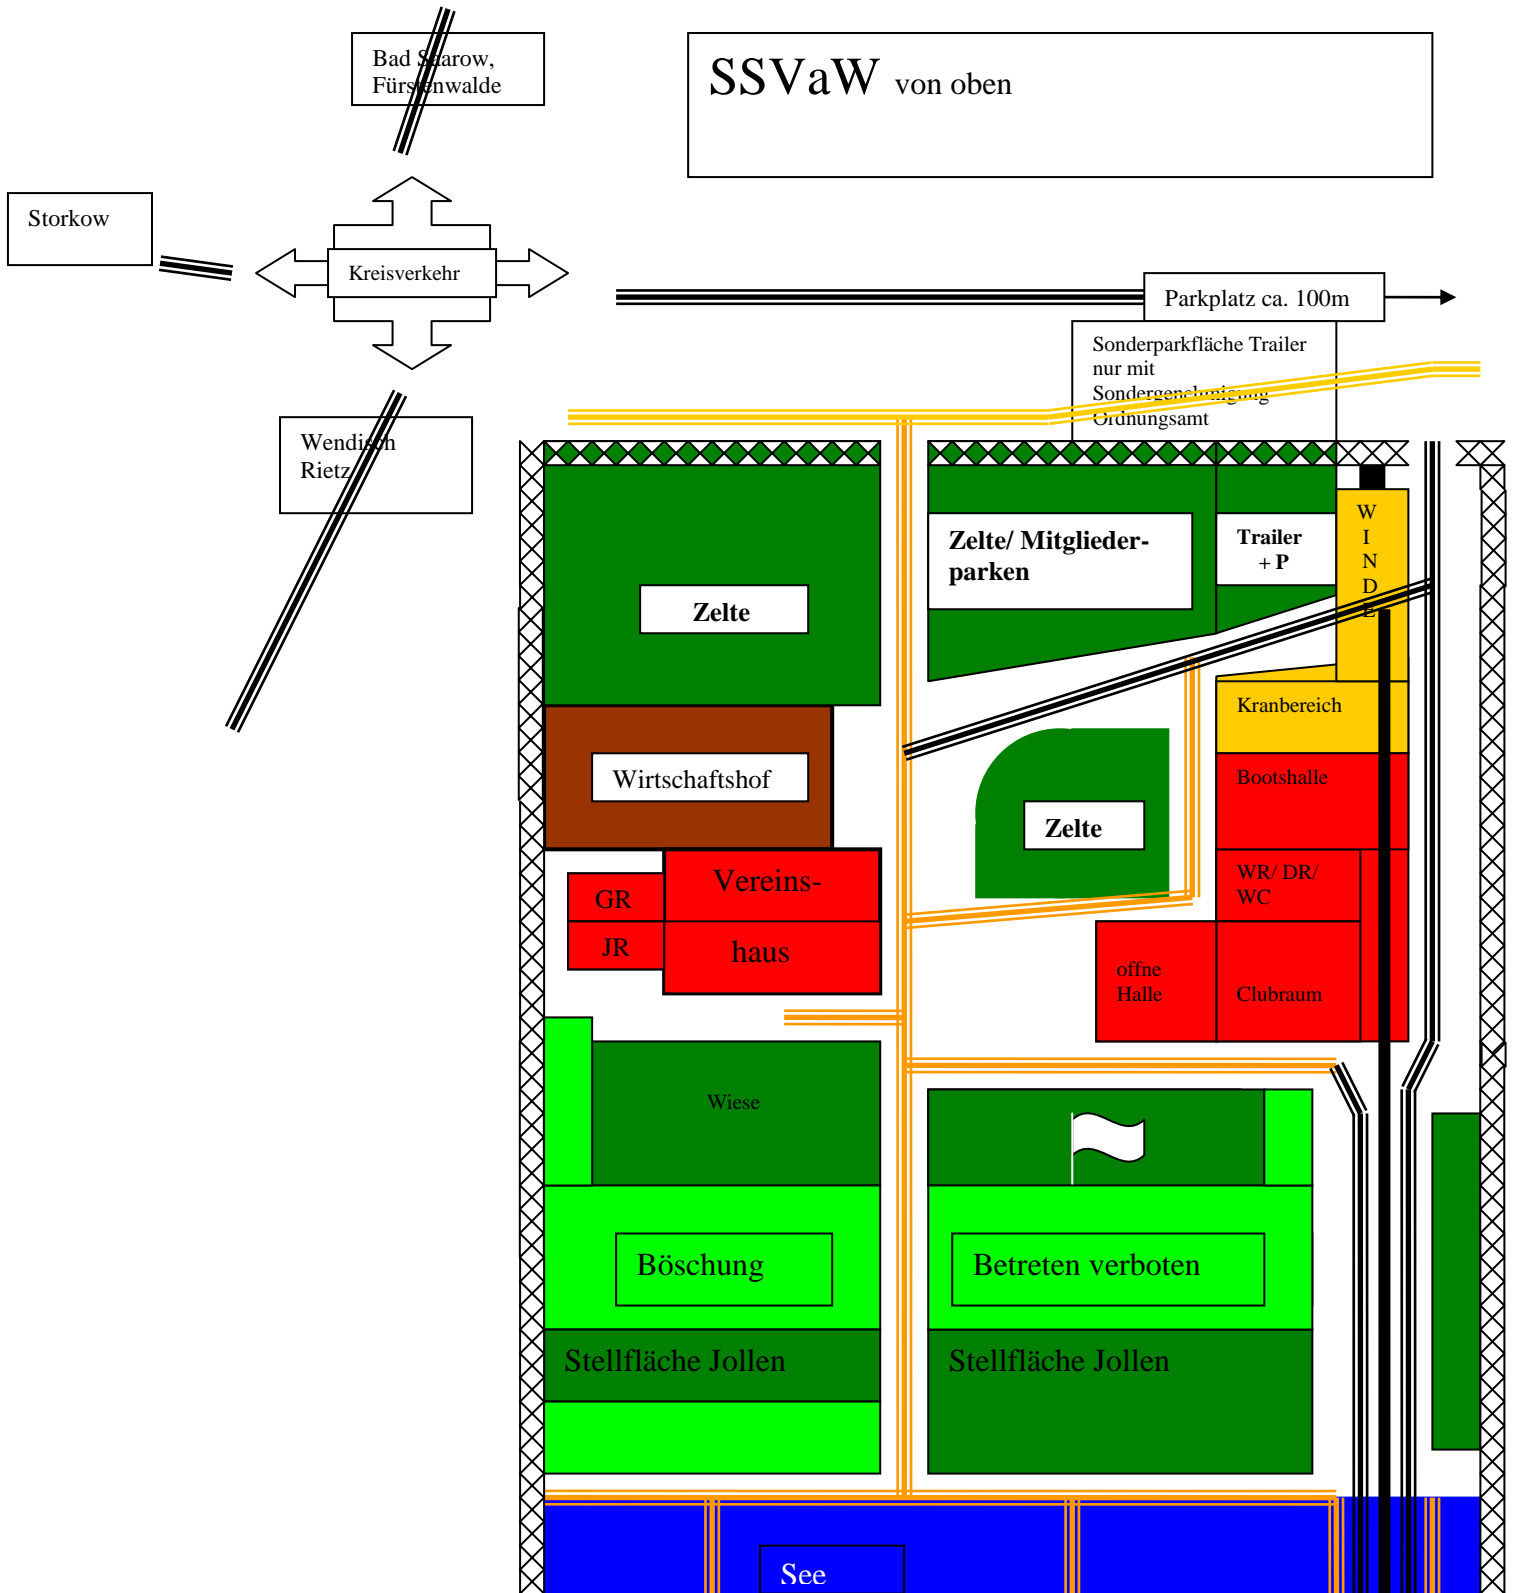 Bad Saarow,
Fürstenwalde
SSVaW von oben
Storkow
Kreisverkehr
Parkplatz ca. 100m
Sonderparkfläche Trailer
nur mit
Sondergenehmigung
Ordnungsamt
Wendisch
Rietz
Zelte/ Mitglieder-
parken
Trailer
+ P
W
I
N
D
E
Zelte
Kranbereich
Wirtschaftshof
Bootshalle
Zelte
Vereins-
haus
GR
JR
WR/ DR/
WC
offne
Halle
Clubraum
Wiese
Böschung
Betreten verboten
Stellfläche Jollen
Stellfläche Jollen
See